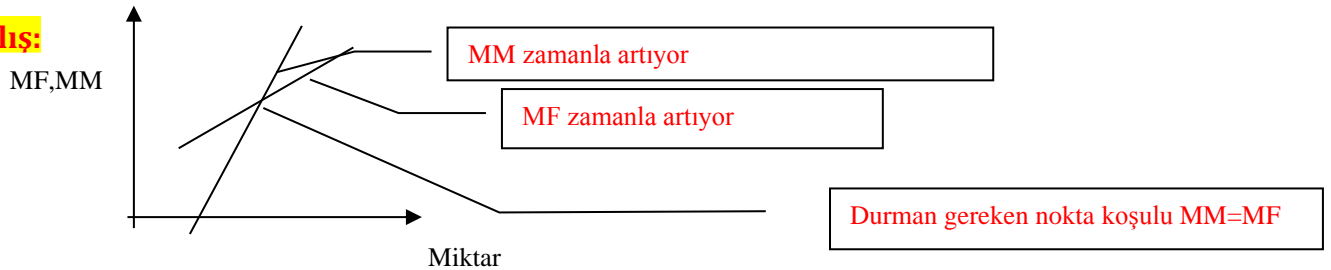 lış:
MF,MM
MM zamanla artıyor
MF zamanla artıyor
Durman gereken nokta koşulu MM=MF
Miktar